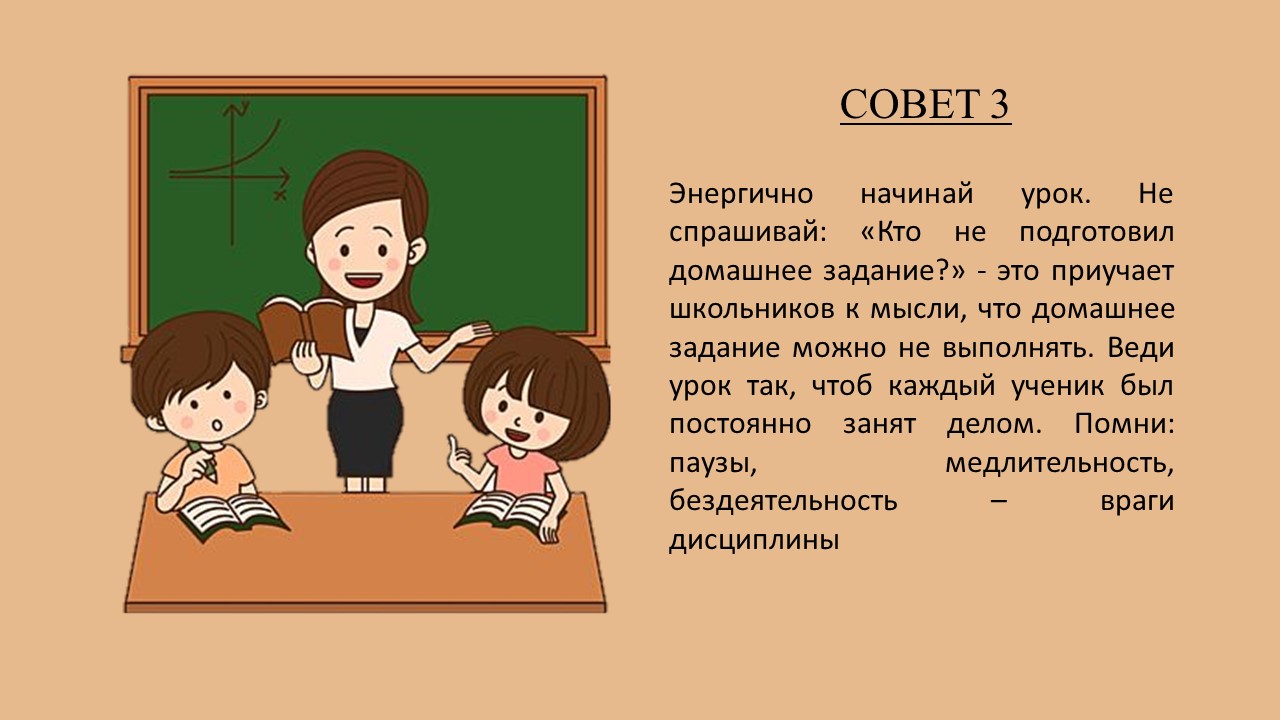 y
x
СОВЕТ 3
Энергично начинай урок. Не
спрашивай: «Кто не подготовил
домашнее задание?» - это приучает
школьников к мысли, что домашнее
задание можно не выполнять. Веди
урок так, чтоб каждый ученик был
постоянно занят делом. Помни:
паузы, медлительность,
бездеятельность – враги
дисциплины